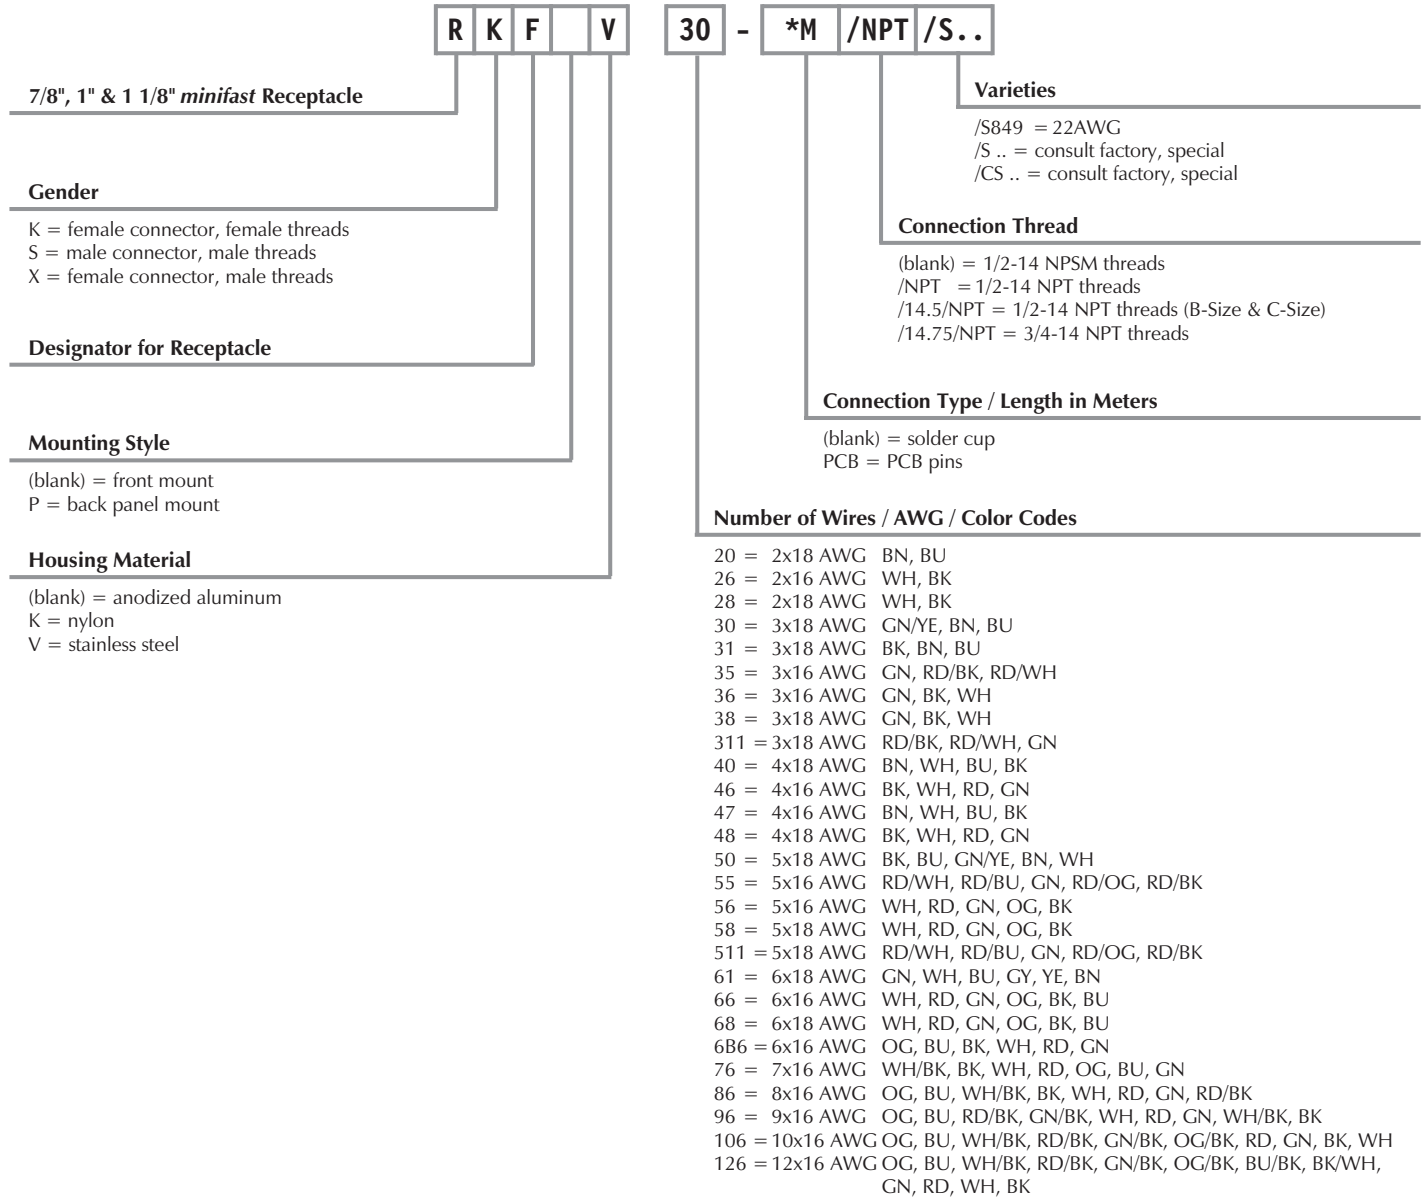 R K F V 30 - *M /NPT /S..
7/8", 1" & 1 1/8" minifast Receptacle
Gender
K = female connector, female threads
S = male connector, male threads
X = female connector, male threads
Designator for Receptacle
Mounting Style
(blank) = front mount
P = back panel mount
Housing Material
(blank) = anodized aluminum
K = nylon
V = stainless steel
Varieties
/S849 = 22AWG
/S .. = consult factory, special
/CS .. = consult factory, special
Connection Thread
(blank) = 1/2-14 NPSM threads
/NPT = 1/2-14 NPT threads
/14.5/NPT = 1/2-14 NPT threads (B-Size & C-Size)
/14.75/NPT = 3/4-14 NPT threads
Connection Type / Length in Meters
(blank) = solder cup
PCB = PCB pins
Number of Wires / AWG / Color Codes
20 = 2x18 AWG BN, BU
26 = 2x16 AWG WH, BK
28 = 2x18 AWG WH, BK
30 = 3x18 AWG GN/YE, BN, BU
31 = 3x18 AWG BK, BN, BU
35 = 3x16 AWG GN, RD/BK, RD/WH
36 = 3x16 AWG GN, BK, WH
38 = 3x18 AWG GN, BK, WH
311 = 3x18 AWG RD/BK, RD/WH, GN
40 = 4x18 AWG BN, WH, BU, BK
46 = 4x16 AWG BK, WH, RD, GN
47 = 4x16 AWG BN, WH, BU, BK
48 = 4x18 AWG BK, WH, RD, GN
50 = 5x18 AWG BK, BU, GN/YE, BN, WH
55 = 5x16 AWG RD/WH, RD/BU, GN, RD/OG, RD/BK
56 = 5x16 AWG WH, RD, GN, OG, BK
58 = 5x18 AWG WH, RD, GN, OG, BK
511 = 5x18 AWG RD/WH, RD/BU, GN, RD/OG, RD/BK
61 = 6x18 AWG GN, WH, BU, GY, YE, BN
66 = 6x16 AWG WH, RD, GN, OG, BK, BU
68 = 6x18 AWG WH, RD, GN, OG, BK, BU
6B6 = 6x16 AWG OG, BU, BK, WH, RD, GN
76 = 7x16 AWG WH/BK, BK, WH, RD, OG, BU, GN
86 = 8x16 AWG OG, BU, WH/BK, BK, WH, RD, GN, RD/BK
96 = 9x16 AWG OG, BU, RD/BK, GN/BK, WH, RD, GN, WH/BK, BK
106 = 10x16 AWG OG, BU, WH/BK, RD/BK, GN/BK, OG/BK, RD, GN, BK, WH
126 = 12x16 AWG OG, BU, WH/BK, RD/BK, GN/BK, OG/BK, BU/BK, BK/WH,
GN, RD, WH, BK